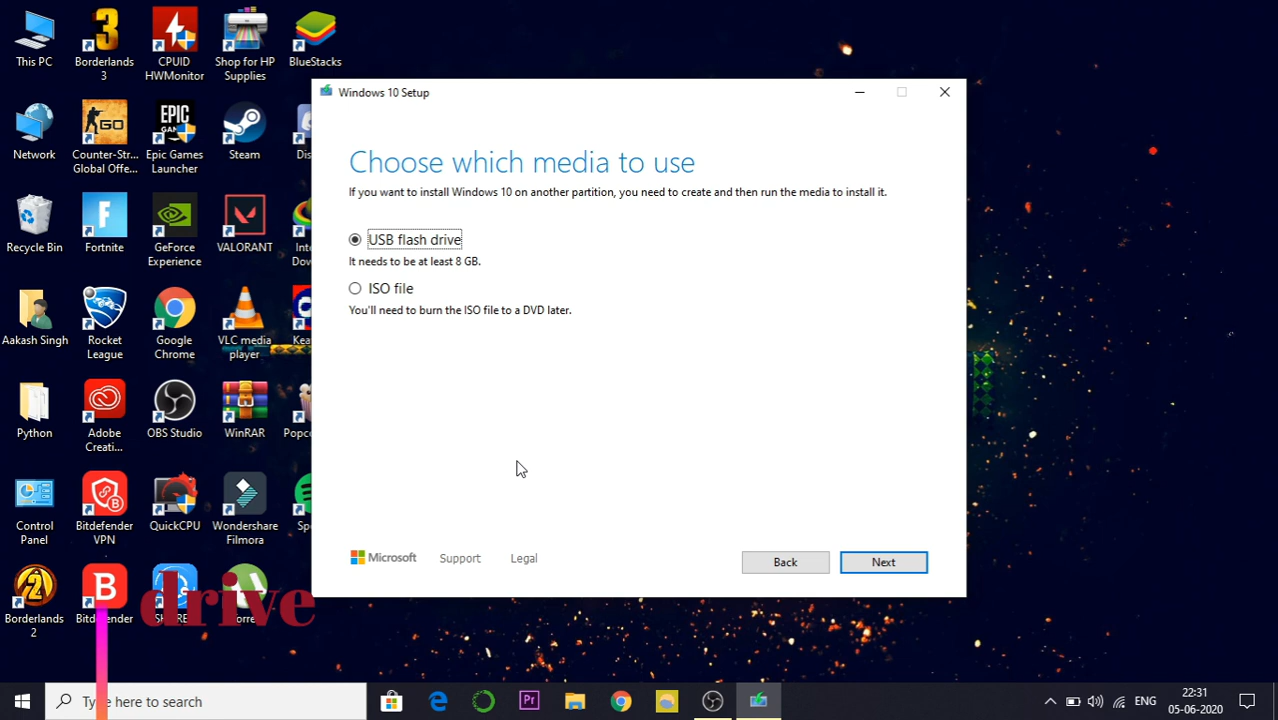 This PC
Borderlands
3
CPUID
HWMonitor
Shop for HP
Supplies
BlueStacks
Network
Counter-Str...
Global Offe...
Epic Games
Launcher
Steam
Dis
Recycle Bin
Fortnite
GeForce
Experience
VALORANT
Int
Down
Aakash Singh
Rocket
League
Google
Chrome
VLC media
player
Kea
Python
Adobe
Creati...
OBS Studio
WinRAR
Popc
Control
Panel
Bitdefender
VPN
QuickCPU
Wondershare
Filmora
Sp
Borderlands
2
drive
Windows 10 Setup
Choose which media to use
If you want to install Windows 10 on another partition, you need to create and then run the media to install it.
USB flash drive
It needs to be at least 8 GB.
ISO file
You'll need to burn the ISO file to a DVD later.
Microsoft
Support
Legal
Back
Next
Type here to search
ENG
22:31
05-06-2020